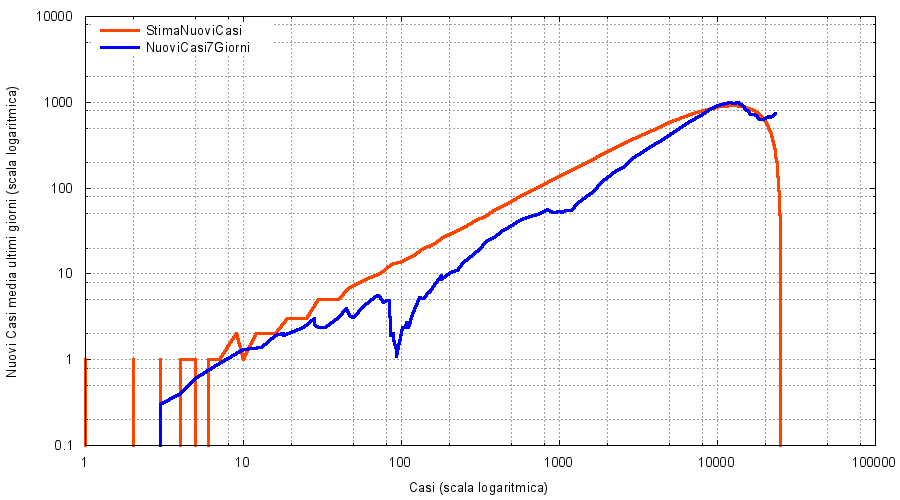 10000
1000
100
10
1
0.1
StimaNuoviCasi
NuoviCasi7Giorni
Nuovi Casi media ultimi giorni (scala logaritmica)
1 10 100 1000 10000 100000
Casi (scala logaritmica)